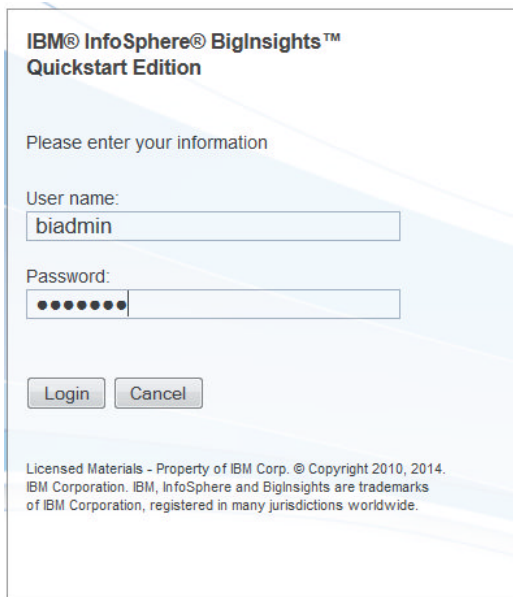 IBM® InfoSphere® BigInsights™
Quickstart Edition
Please enter your information
User name:
biadmin
Password:
●●●●●●●
Login Cancel
Licensed Materials - Property of IBM Corp. © Copyright 2010, 2014.
IBM Corporation. IBM, InfoSphere and BigInsights are trademarks
of IBM Corporation, registered in many jurisdictions worldwide.